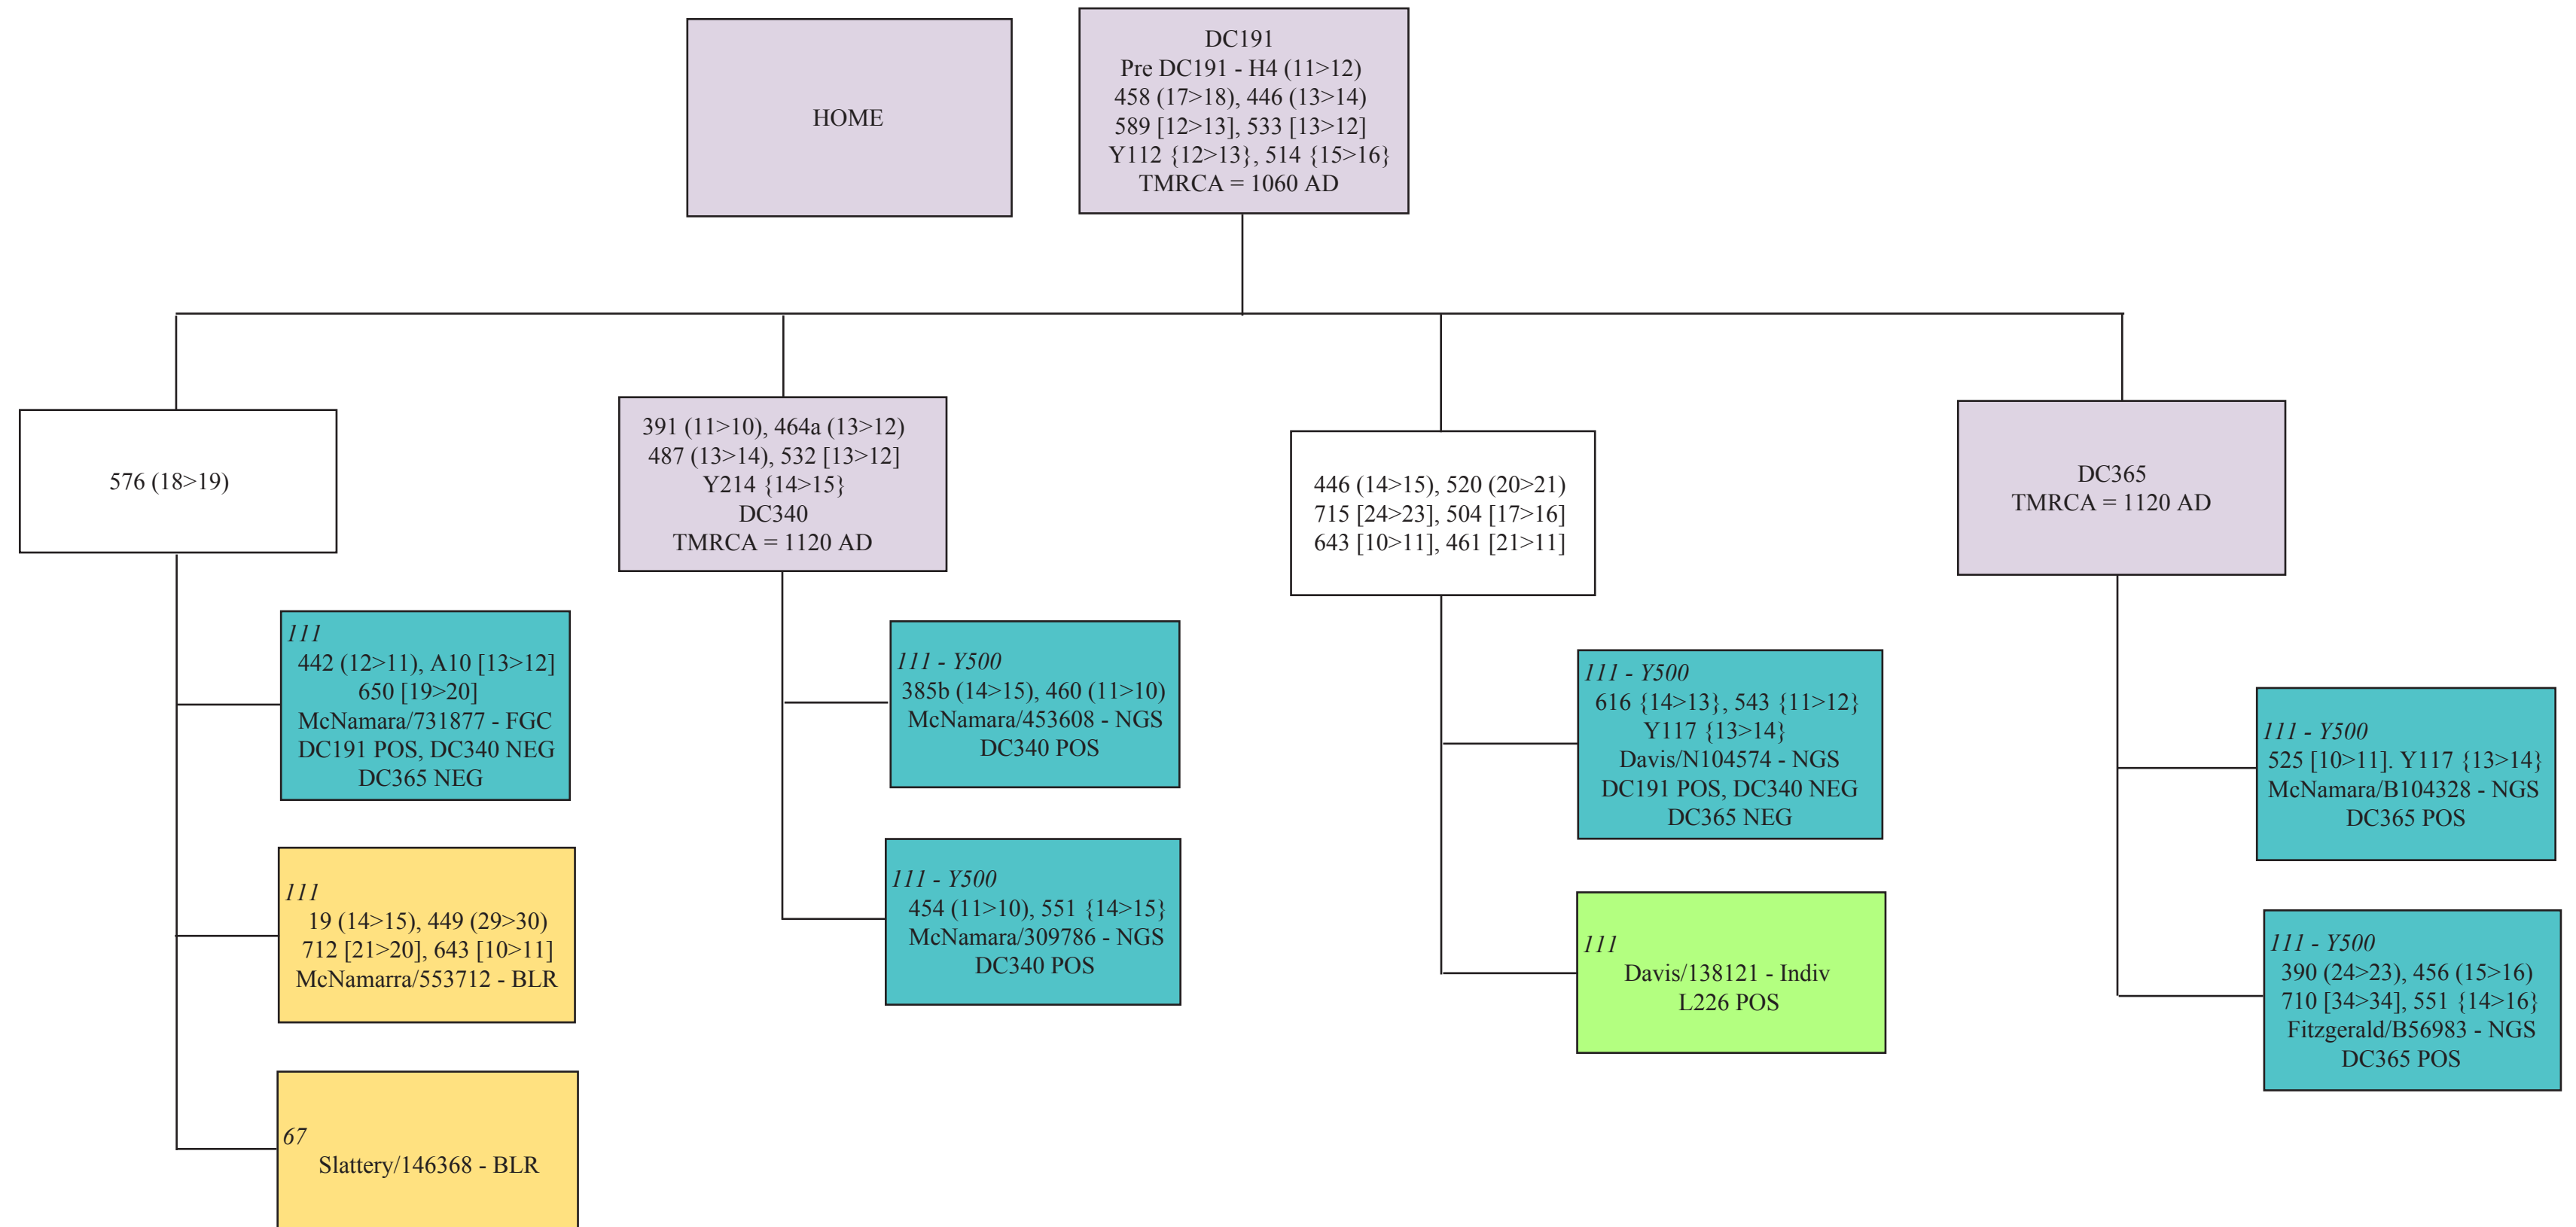 HOME
DC191
Pre DC191 - H4 (11>12)
458 (17>18), 446 (13>14)
589 [12>13], 533 [13>12]
Y112 {12>13}, 514 {15>16}
TMRCA = 1060 AD
576 (18>19)
391 (11>10), 464a (13>12)
487 (13>14), 532 [13>12]
Y214 {14>15}
DC340
TMRCA = 1120 AD
446 (14>15), 520 (20>21)
715 [24>23], 504 [17>16]
643 [10>11], 461 [21>11]
DC365
TMRCA = 1120 AD
111
442 (12>11), A10 [13>12]
650 [19>20]
McNamara/731877 - FGC
DC191 POS, DC340 NEG
DC365 NEG
111
19 (14>15), 449 (29>30)
712 [21>20], 643 [10>11]
McNamarra/553712 - BLR
67
Slattery/146368 - BLR
111 - Y500
385b (14>15), 460 (11>10)
McNamara/453608 - NGS
DC340 POS
111 - Y500
454 (11>10), 551 {14>15}
McNamara/309786 - NGS
DC340 POS
111 - Y500
616 {14>13}, 543 {11>12}
Y117 {13>14}
Davis/N104574 - NGS
DC191 POS, DC340 NEG
DC365 NEG
111
Davis/138121 - Indiv
L226 POS
111 - Y500
525 [10>11]. Y117 {13>14}
McNamara/B104328 - NGS
DC365 POS
111 - Y500
390 (24>23), 456 (15>16)
710 [34>34], 551 {14>16}
Fitzgerald/B56983 - NGS
DC365 POS